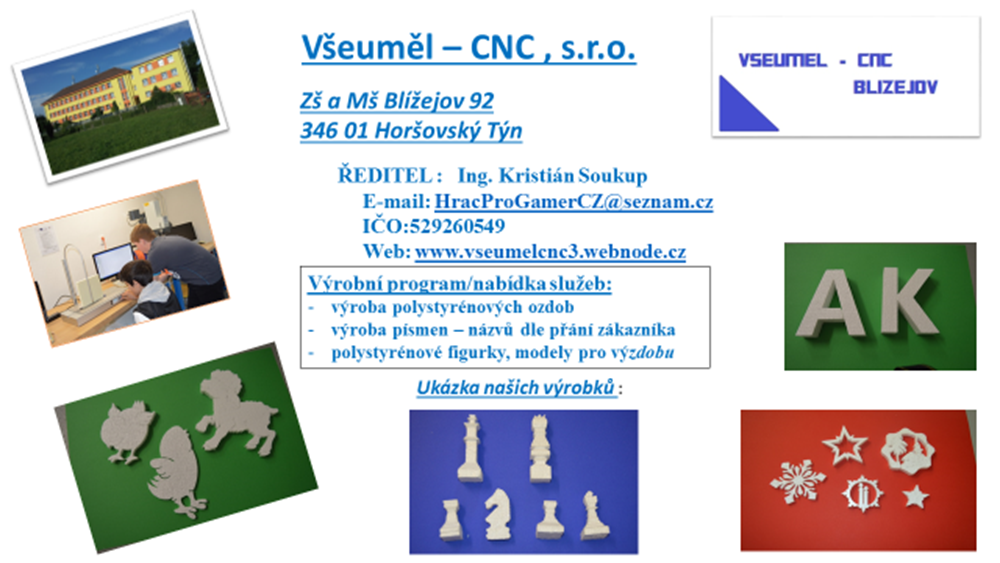 Všeuměl – CNC , s.r.o.
Zš a Mš Blížejov 92
346 01 Horšovský Týn
VSEUMEL - CNC
BLIZEJOV
ŘEDITEL : Ing. Kristián Soukup
E-mail: HracProGamerCZ@seznam.cz
IČO:529260549
Web: www.vseumelcnc3.webnode.cz
Výrobní program/nabídka služeb:
- výroba polystyrénových ozdob
- výroba písmen – názvů dle přání zákazníka
- polystyrénové figurky, modely pro výzdobu
Ukázka našich výrobků :
AK